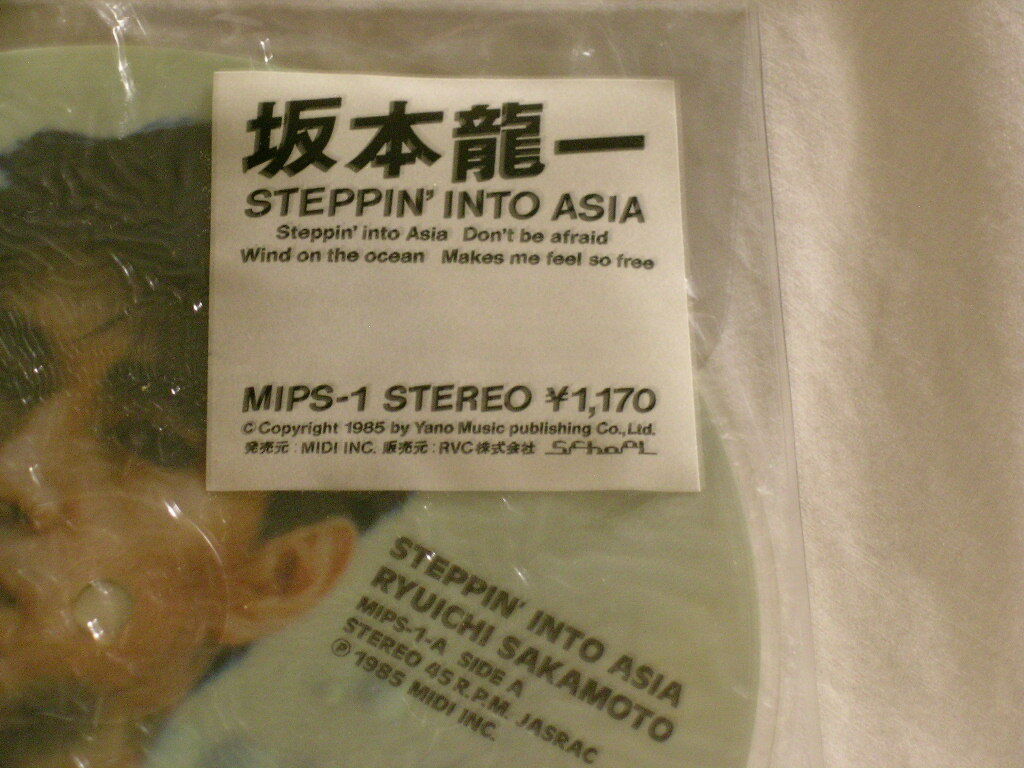 坂本龍一
STEPPIN' INTO ASIA
Steppin' into Asia Don't be afraid
Wind on the ocean Makes me feel so free
MIPS-1 STEREO ¥1,170
© Copyright 1985 by Yano Music publishing Co., Ltd.
発売元：MIDI INC. 販売元：RVC株式会社 SchooL
STEPPIN' INTO ASIA
RYUICHI SAKAMOTO
MIPS-1-A SIDE A
STEREO 45 R.P.M. JASRAC
℗ 1985 MIDI INC.